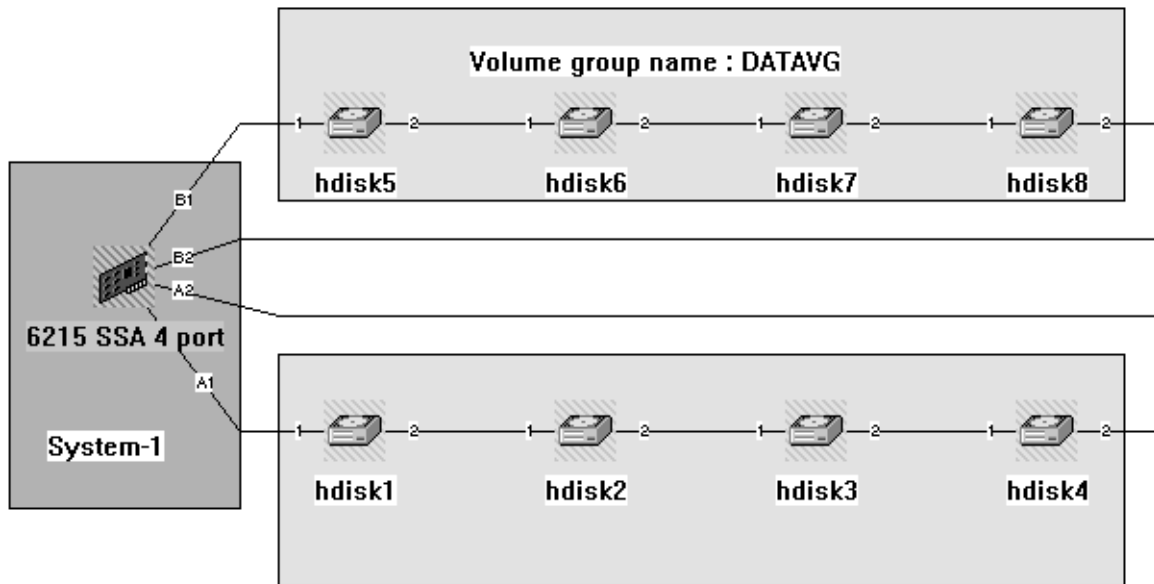 Volume group name : DATAVG
1 2 1 2 1 2 1 2
hdisk5 hdisk6 hdisk7 hdisk8
B1
B2
A2
6215 SSA 4 port
A1
1 2 1 2 1 2 1 2
System-1
hdisk1 hdisk2 hdisk3 hdisk4